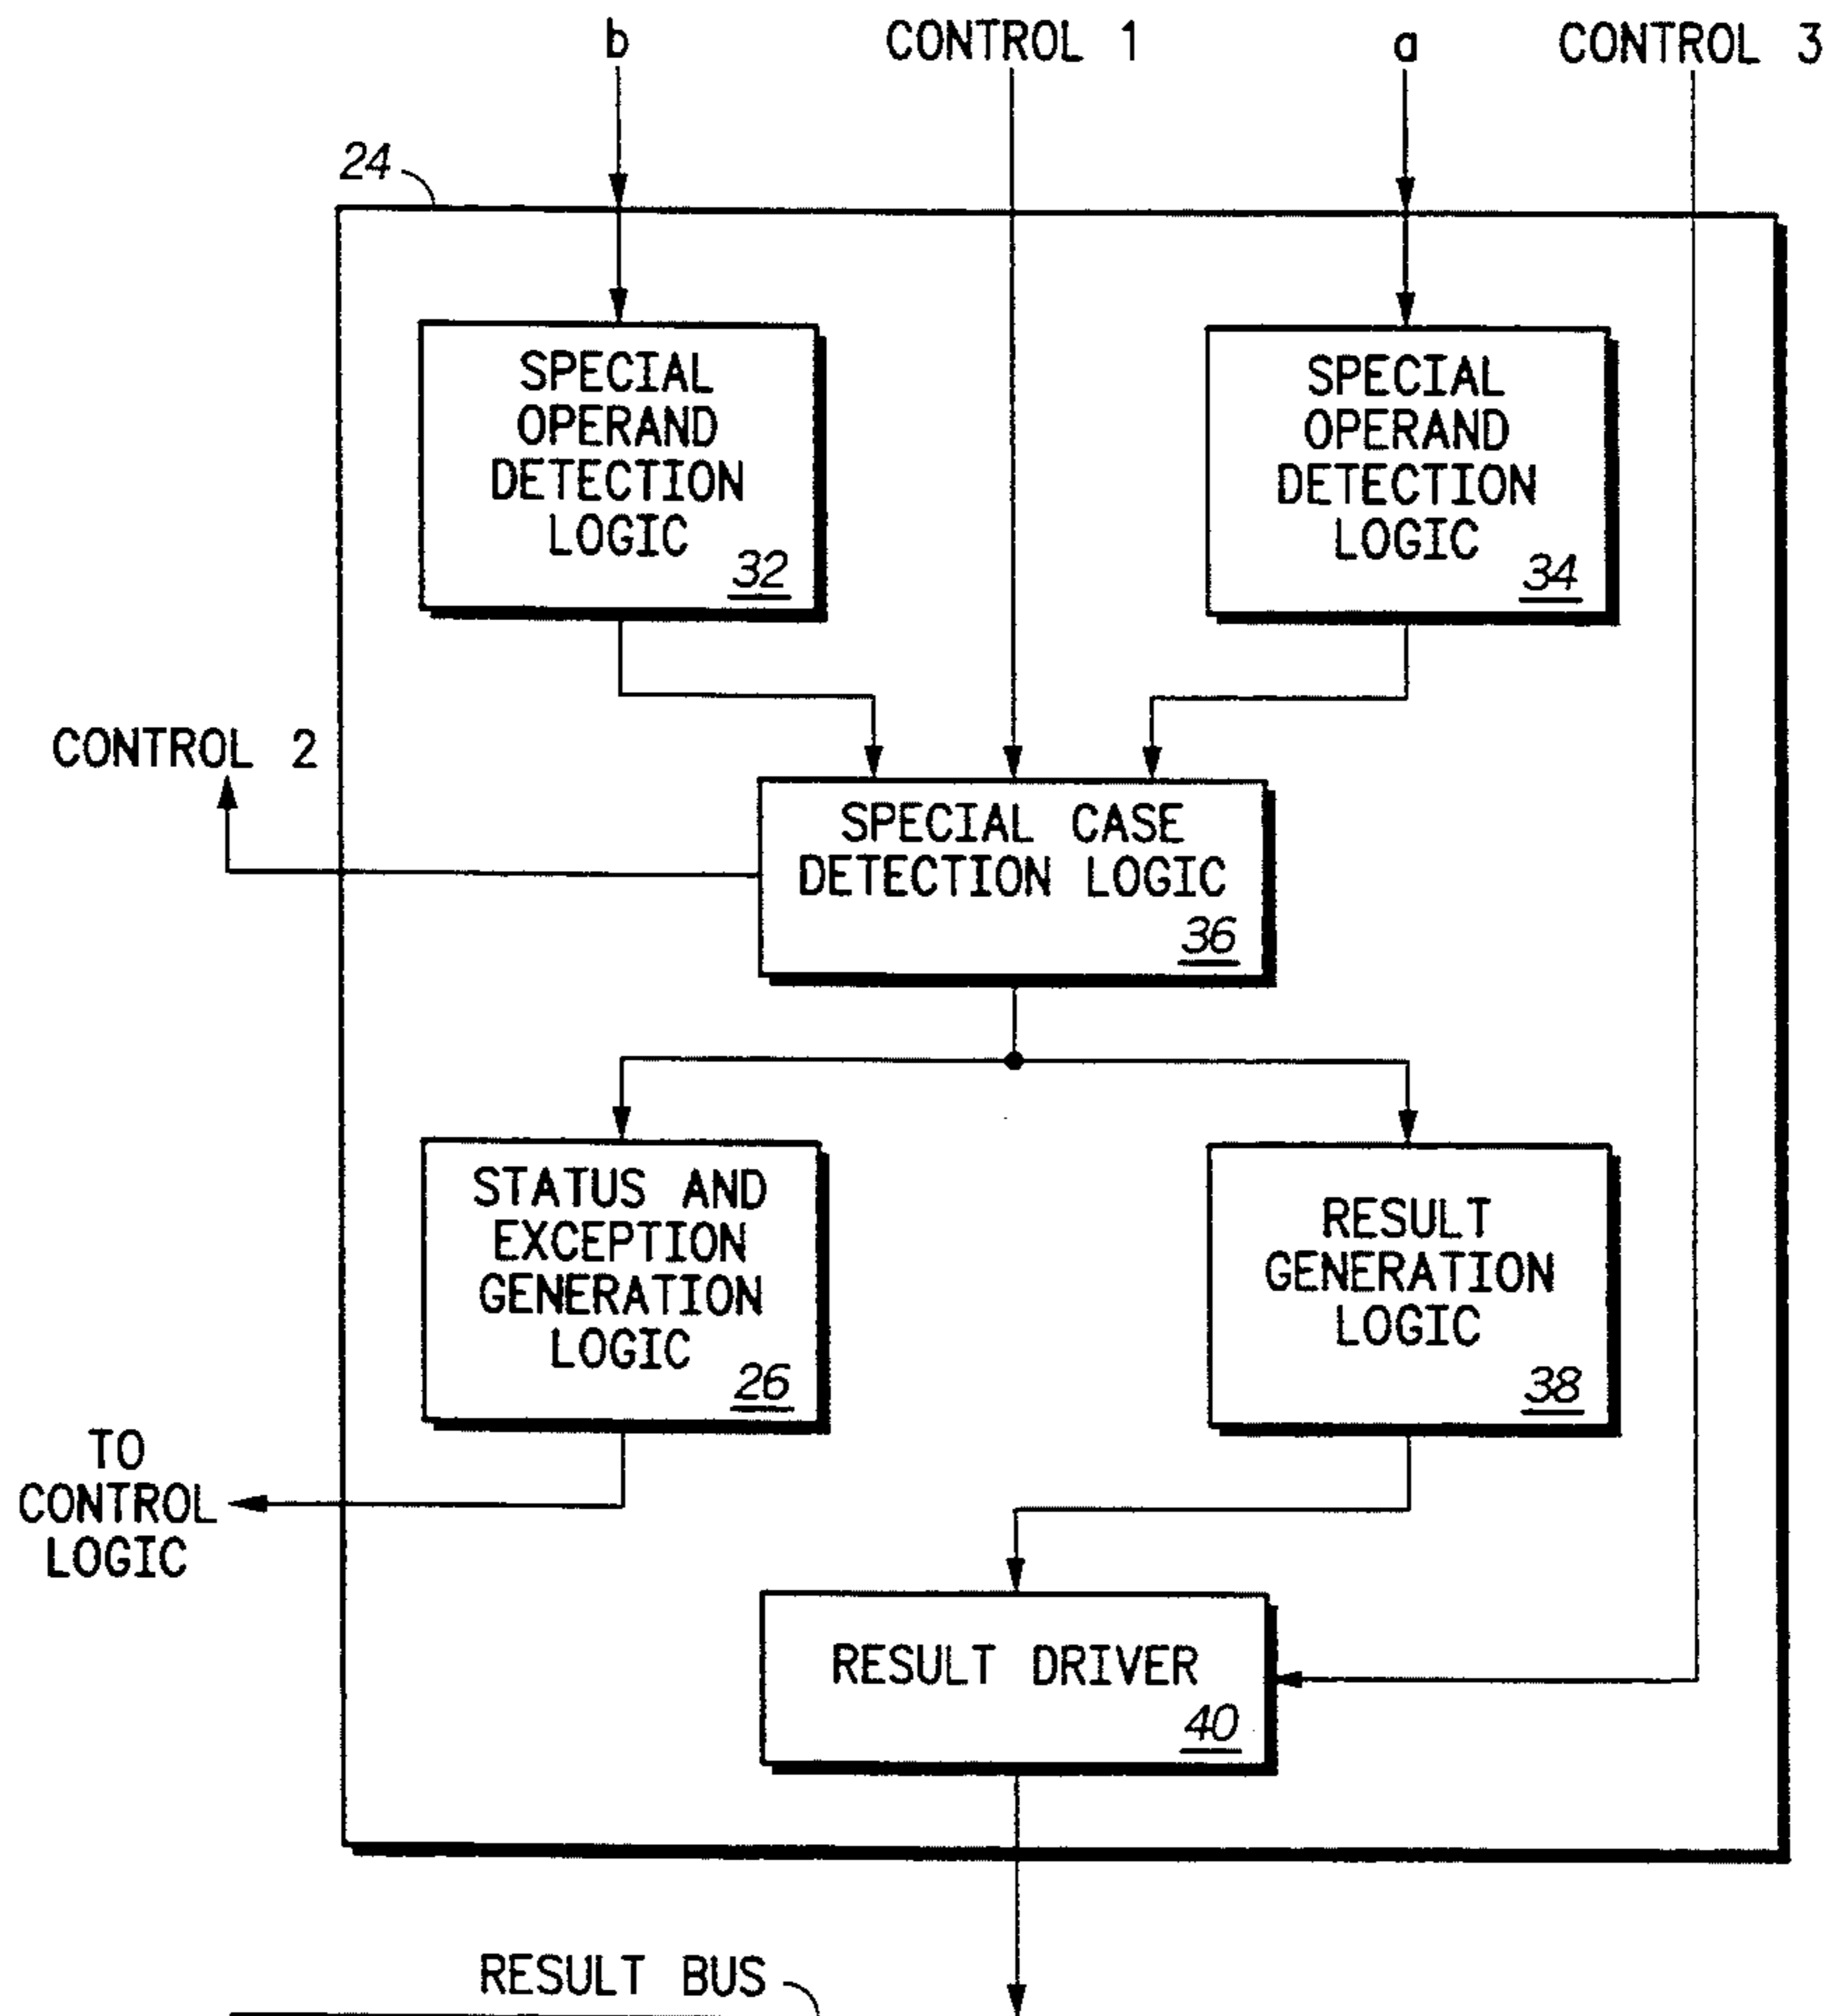 b
CONTROL 1
a
CONTROL 3
24
SPECIAL
OPERAND
DETECTION
LOGIC
32
SPECIAL
OPERAND
DETECTION
LOGIC
34
CONTROL 2
SPECIAL CASE
DETECTION LOGIC
36
STATUS AND
EXCEPTION
GENERATION
LOGIC
26
RESULT
GENERATION
LOGIC
38
TO
CONTROL
LOGIC
RESULT DRIVER
40
RESULT BUS